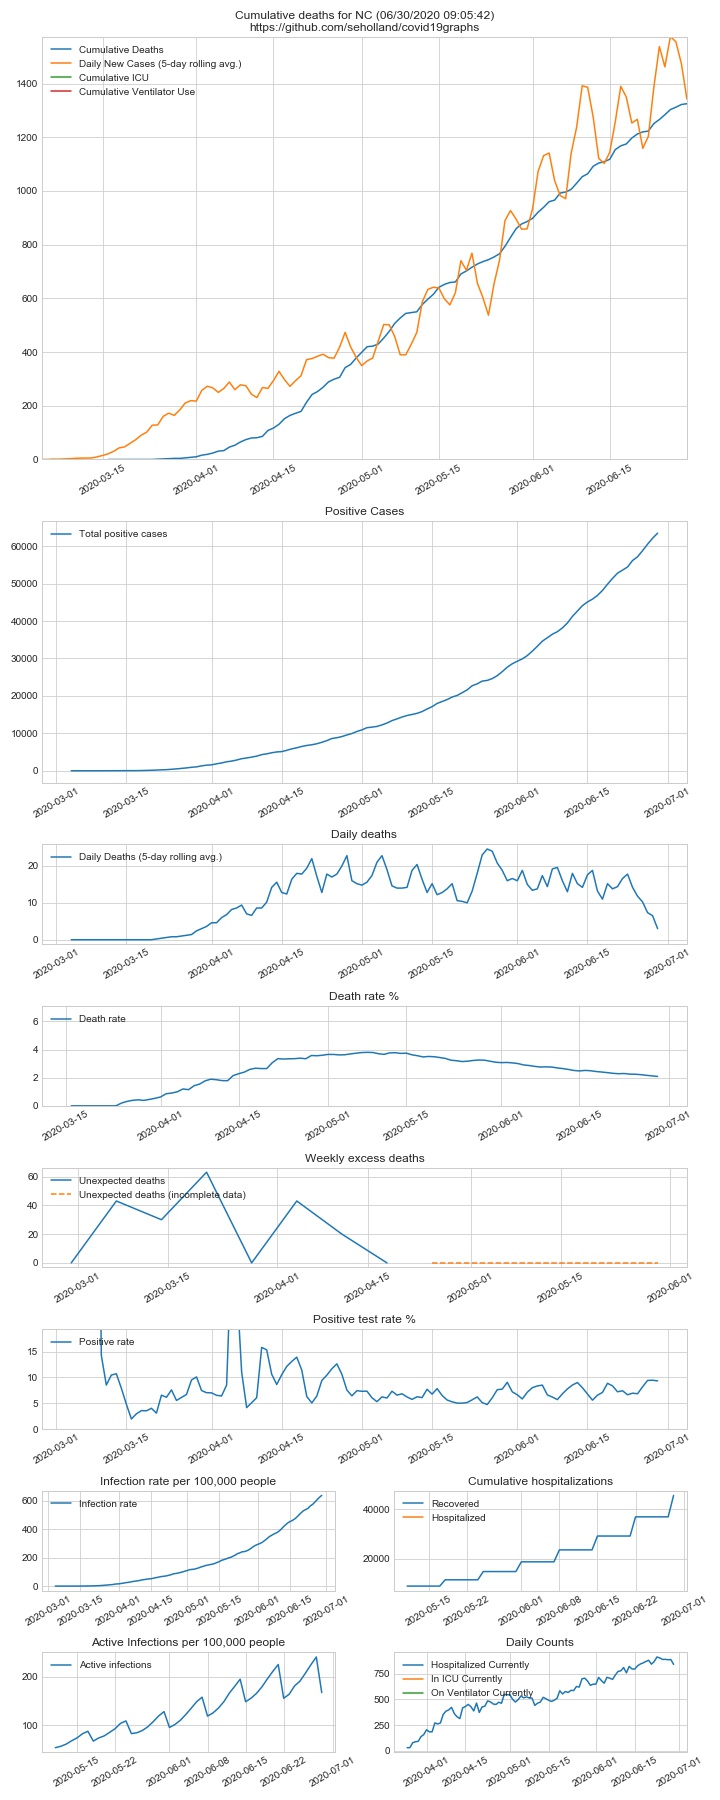 Cumulative deaths for NC (06/30/2020 09:05:42)
https://github.com/seholland/covid19graphs
Cumulative Deaths
Daily New Cases (5-day rolling avg.)
Cumulative ICU
Cumulative Ventilator Use
1400
1200
1000
800
600
400
200
0
2020-03-15 2020-04-01 2020-04-15 2020-05-01 2020-05-15 2020-06-01 2020-06-15
Positive Cases
Total positive cases
60000
50000
40000
30000
20000
10000
0
2020-03-01 2020-03-15 2020-04-01 2020-04-15 2020-05-01 2020-05-15 2020-06-01 2020-06-15 2020-07-01
Daily deaths
Daily Deaths (5-day rolling avg.)
20
10
0
2020-03-01 2020-03-15 2020-04-01 2020-04-15 2020-05-01 2020-05-15 2020-06-01 2020-06-15 2020-07-01
Death rate %
Death rate
6
4
2
0
2020-03-15 2020-04-01 2020-04-15 2020-05-01 2020-05-15 2020-06-01 2020-06-15 2020-07-01
Weekly excess deaths
Unexpected deaths
Unexpected deaths (incomplete data)
60
40
20
0
2020-03-01 2020-03-15 2020-04-01 2020-04-15 2020-05-01 2020-05-15 2020-06-01
Positive test rate %
Positive rate
15
10
5
0
2020-03-01 2020-03-15 2020-04-01 2020-04-15 2020-05-01 2020-05-15 2020-06-01 2020-06-15 2020-07-01
Infection rate per 100,000 people
Infection rate
600
400
200
0
2020-03-01 2020-03-15 2020-04-01 2020-04-15 2020-05-01 2020-05-15 2020-06-01 2020-06-15 2020-07-01
Cumulative hospitalizations
Recovered
Hospitalized
40000
20000
2020-05-15 2020-05-22 2020-06-01 2020-06-08 2020-06-15 2020-06-22 2020-07-01
Active Infections per 100,000 people
Active infections
200
100
2020-05-15 2020-05-22 2020-06-01 2020-06-08 2020-06-15 2020-06-22 2020-07-01
Daily Counts
Hospitalized Currently
In ICU Currently
On Ventilator Currently
750
500
250
0
2020-04-01 2020-04-15 2020-05-01 2020-05-15 2020-06-01 2020-06-15 2020-07-01